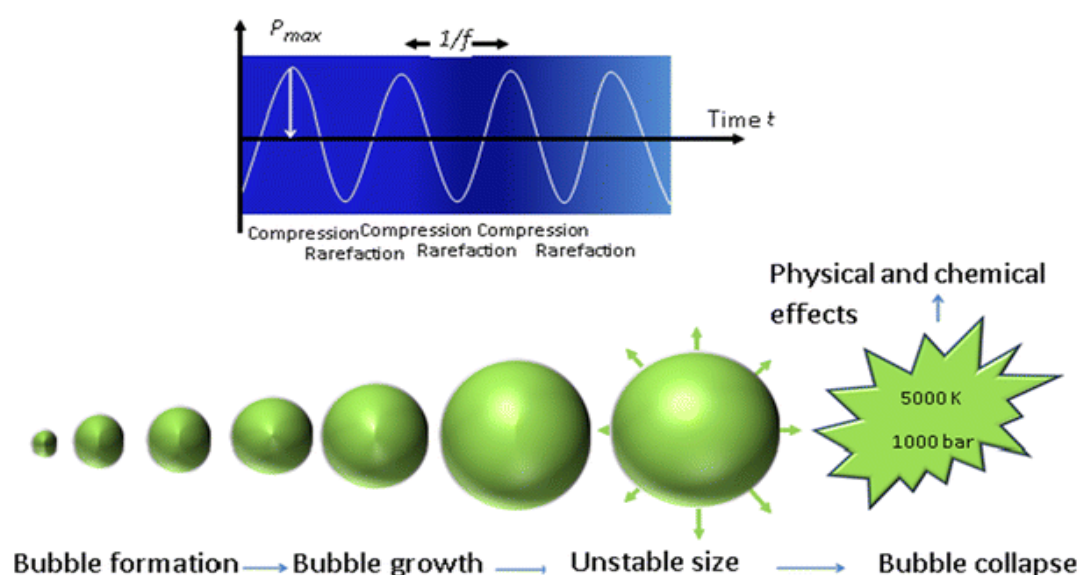 Pmax
1/f
Time t
Compression Compression Compression
Rarefaction Rarefaction Rarefaction
Physical and chemical
effects
5000 K
1000 bar
Bubble formation Bubble growth Unstable size Bubble collapse